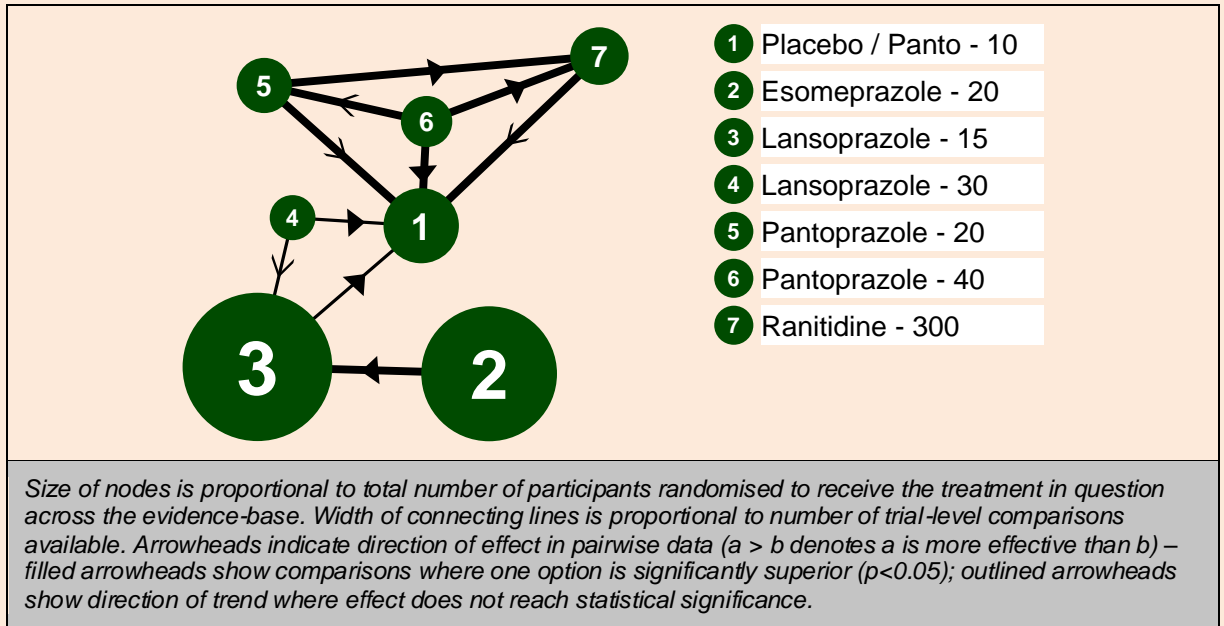 7
5
6
4
1
3
2
1 Placebo / Panto - 10
2 Esomeprazole - 20
3 Lansoprazole - 15
4 Lansoprazole - 30
5 Pantoprazole - 20
6 Pantoprazole - 40
7 Ranitidine - 300
Size of nodes is proportional to total number of participants randomised to receive the treatment in question
across the evidence-base. Width of connecting lines is proportional to number of trial-level comparisons
available. Arrowheads indicate direction of effect in pairwise data (a > b denotes a is more effective than b) –
filled arrowheads show comparisons where one option is significantly superior (p<0.05); outlined arrowheads
show direction of trend where effect does not reach statistical significance.